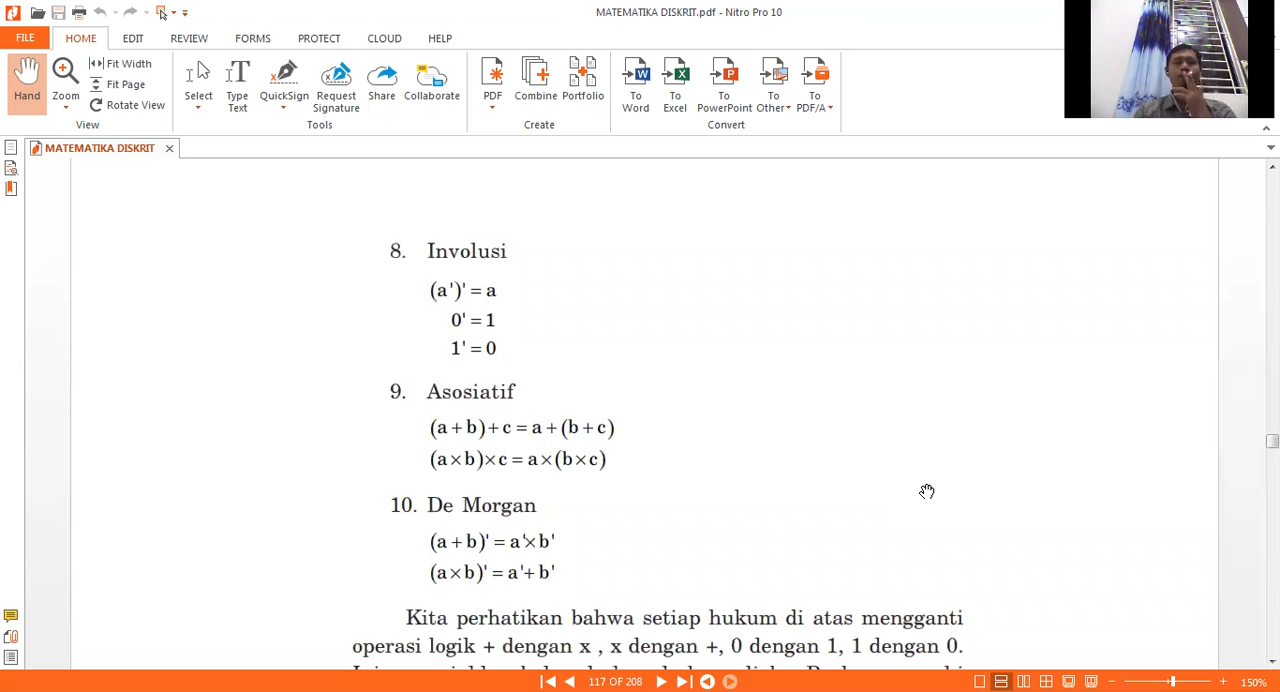 MATEMATIKA DISKRIT.pdf - Nitro Pro 10
FILE HOME EDIT REVIEW FORMS PROTECT CLOUD HELP
Hand
Zoom
Fit Width
Fit Page
Rotate View
View
Select
Type Text
QuickSign
Request Signature
Share
Collaborate
Tools
PDF
Combine
Portfolio
Create
To Word
To Excel
To PowerPoint
To Other
To PDF/A
Convert
MATEMATIKA DISKRIT
8. Involusi
(a')' = a
0' = 1
1' = 0
9. Asosiatif
(a + b) + c = a + (b + c)
(a × b) × c = a × (b × c)
10. De Morgan
(a + b)' = a' × b'
(a × b)' = a' + b'
Kita perhatikan bahwa setiap hukum di atas mengganti
operasi logik + dengan x , x dengan +, 0 dengan 1, 1 dengan 0.
117 OF 208
150%